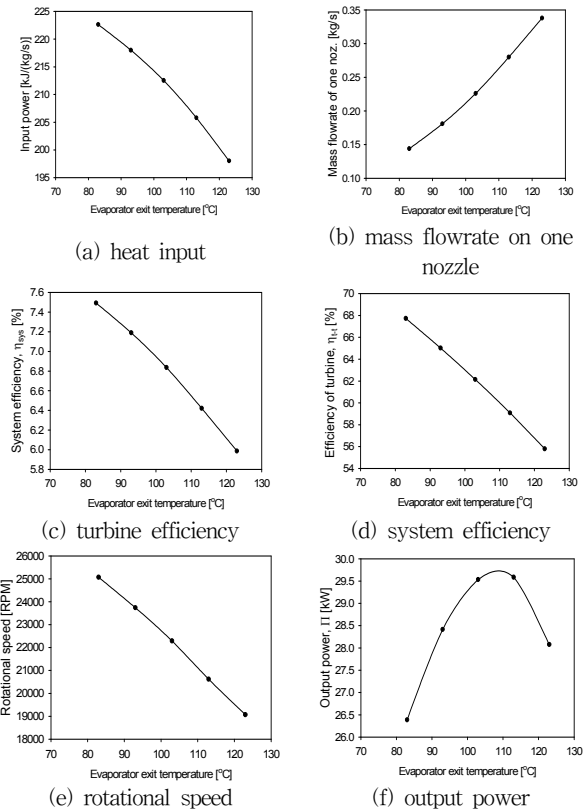 Input power [kJ/(kg/s)]
225
220
215
210
205
200
195
70 80 90 100 110 120 130
Evaporator exit temperature [°C]
(a) heat input
Mass flowrate of one noz. [kg/s]
0.35
0.30
0.25
0.20
0.15
0.10
70 80 90 100 110 120 130
Evaporator exit temperature [°C]
(b) mass flowrate on one
nozzle
System efficiency, ηsys [%]
7.6
7.4
7.2
7.0
6.8
6.6
6.4
6.2
6.0
5.8
70 80 90 100 110 120 130
Evaporator exit temperature [°C]
(c) turbine efficiency
Efficiency of turbine, ηt-t [%]
70
68
66
64
62
60
58
56
54
70 80 90 100 110 120 130
Evaporator exit temperature [°C]
(d) system efficiency
Rotational speed [RPM]
26000
25000
24000
23000
22000
21000
20000
19000
18000
70 80 90 100 110 120 130
Evaporator exit temperature [°C]
(e) rotational speed
Output power, Π [kW]
30.0
29.5
29.0
28.5
28.0
27.5
27.0
26.5
26.0
70 80 90 100 110 120 130
Evaporator exit temperature [°C]
(f) output power